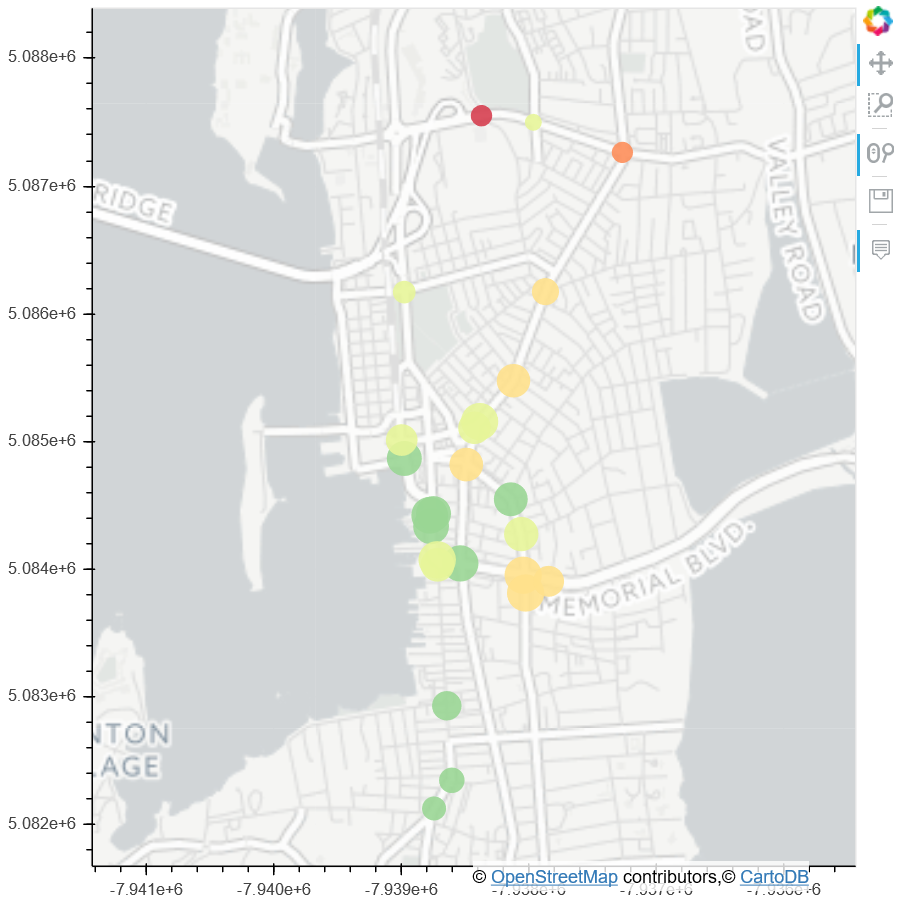 5.088e+6
5.087e+6
5.086e+6
5.085e+6
5.084e+6
5.083e+6
5.082e+6
RIDGE
OAD
VALLEY ROAD
MEMORIAL BLVD.
NTON
AGE
© OpenStreetMap contributors,© CartoDB
-7.941e+6
-7.940e+6
-7.939e+6
-7.938e+6
-7.937e+6
-7.936e+6